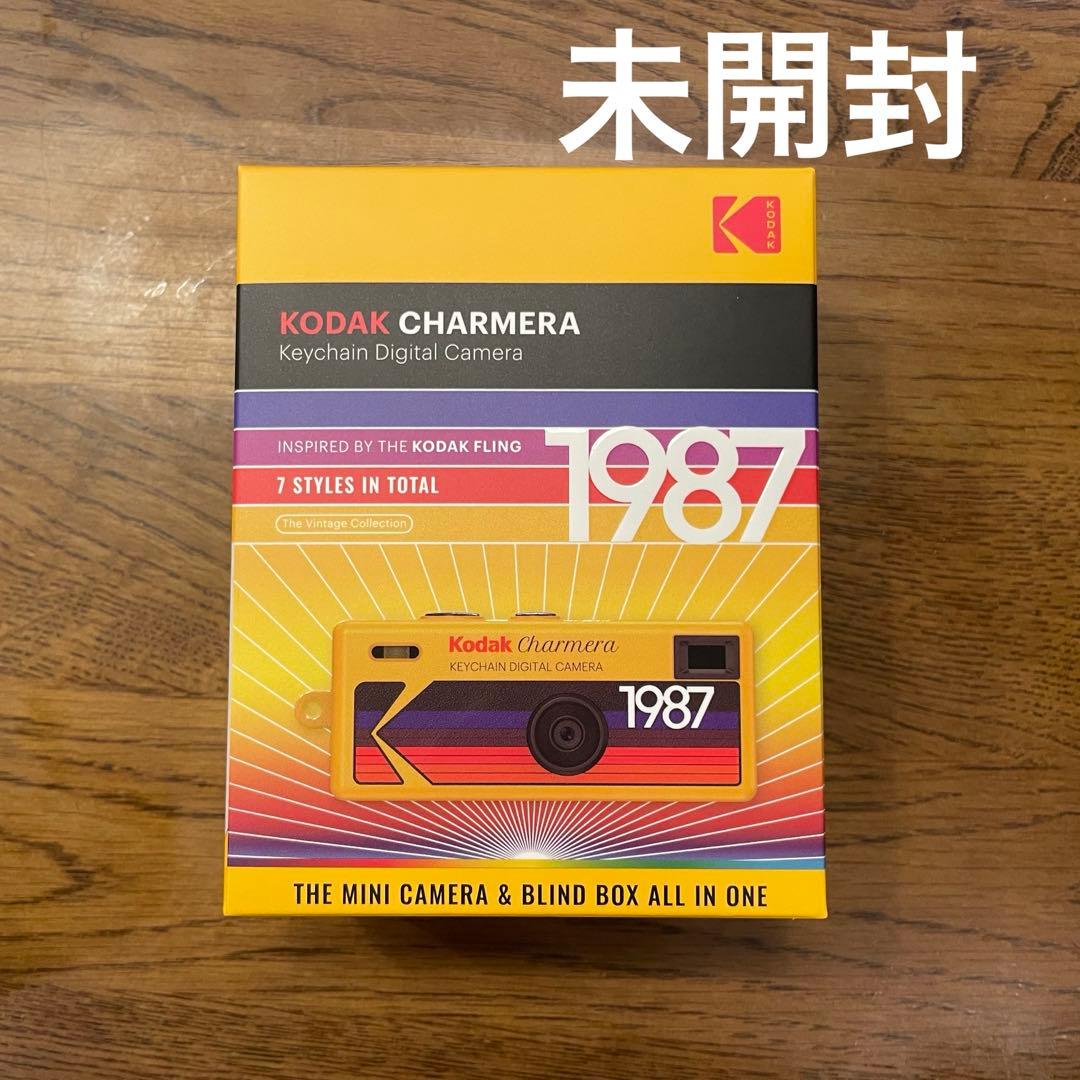 未開封
KODAK
KODAK CHARMERA
Keychain Digital Camera
INSPIRED BY THE KODAK FLING
1987
7 STYLES IN TOTAL
The Vintage Collection
Kodak Charmera
KEYCHAIN DIGITAL CAMERA
1987
THE MINI CAMERA & BLIND BOX ALL IN ONE